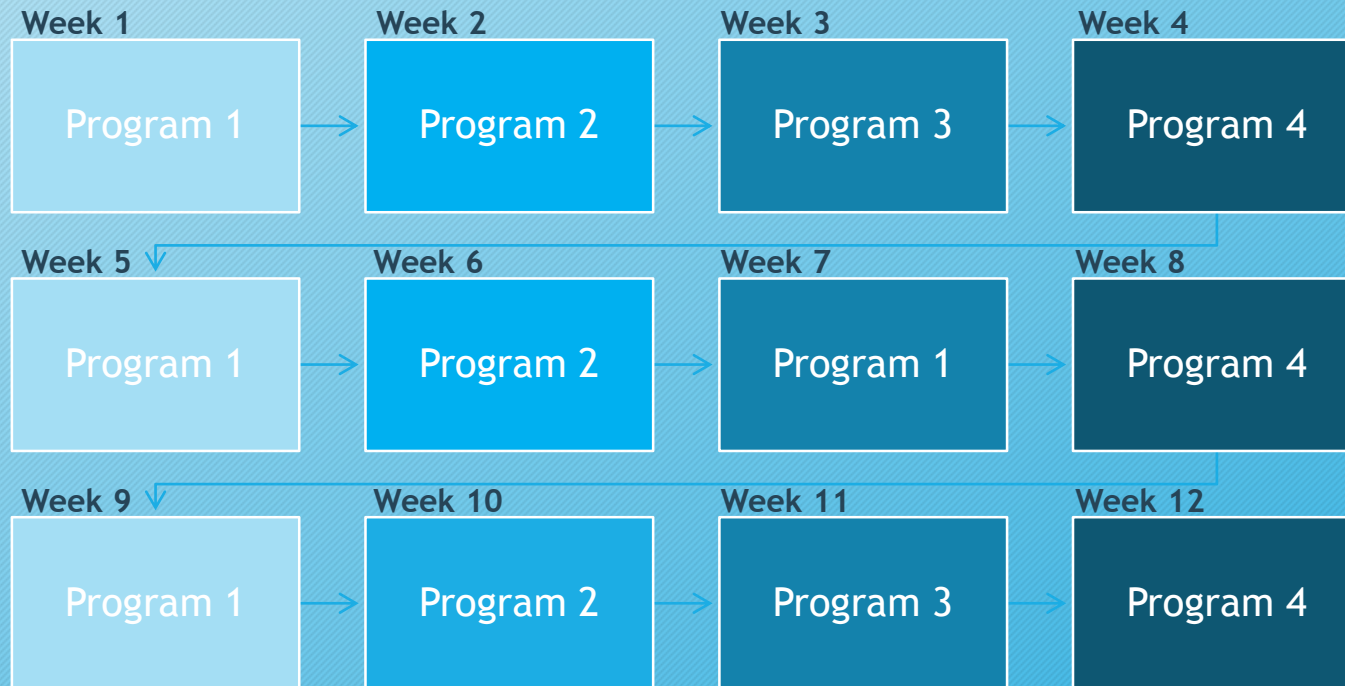 Week 1
Week 2
Week 3
Week 4
Program 1
Program 2
Program 3
Program 4
Week 5
Week 6
Week 7
Week 8
Program 1
Program 2
Program 1
Program 4
Week 9
Week 10
Week 11
Week 12
Program 1
Program 2
Program 3
Program 4